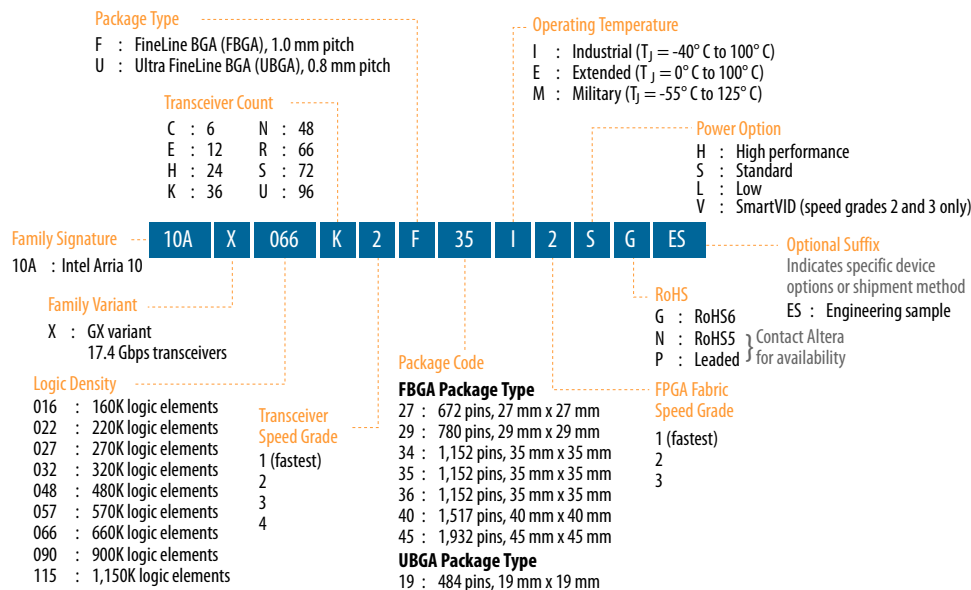 Package Type
F : FineLine BGA (FBGA), 1.0 mm pitch
U : Ultra FineLine BGA (UBGA), 0.8 mm pitch
Operating Temperature
I : Industrial (TJ = -40° C to 100° C)
E : Extended (T J = 0° C to 100° C)
M : Military (TJ = -55° C to 125° C)
Transceiver Count
C : 6 N : 48
E : 12 R : 66
H : 24 S : 72
K : 36 U : 96
Power Option
H : High performance
S : Standard
L : Low
V : SmartVID (speed grades 2 and 3 only)
Family Signature
10A : Intel Arria 10
10A X 066 K 2 F 35 I 2 S G ES
Optional Suffix
Indicates specific device
options or shipment method
ES : Engineering sample
Family Variant
X : GX variant
17.4 Gbps transceivers
RoHS
G : RoHS6
N : RoHS5
P : Leaded
} Contact Altera
for availability
Logic Density
016 : 160K logic elements
022 : 220K logic elements
027 : 270K logic elements
032 : 320K logic elements
048 : 480K logic elements
057 : 570K logic elements
066 : 660K logic elements
090 : 900K logic elements
115 : 1,150K logic elements
Transceiver
Speed Grade
1 (fastest)
2
3
4
Package Code
FBGA Package Type
27 : 672 pins, 27 mm x 27 mm
29 : 780 pins, 29 mm x 29 mm
34 : 1,152 pins, 35 mm x 35 mm
35 : 1,152 pins, 35 mm x 35 mm
36 : 1,152 pins, 35 mm x 35 mm
40 : 1,517 pins, 40 mm x 40 mm
45 : 1,932 pins, 45 mm x 45 mm
UBGA Package Type
19 : 484 pins, 19 mm x 19 mm
FPGA Fabric
Speed Grade
1 (fastest)
2
3